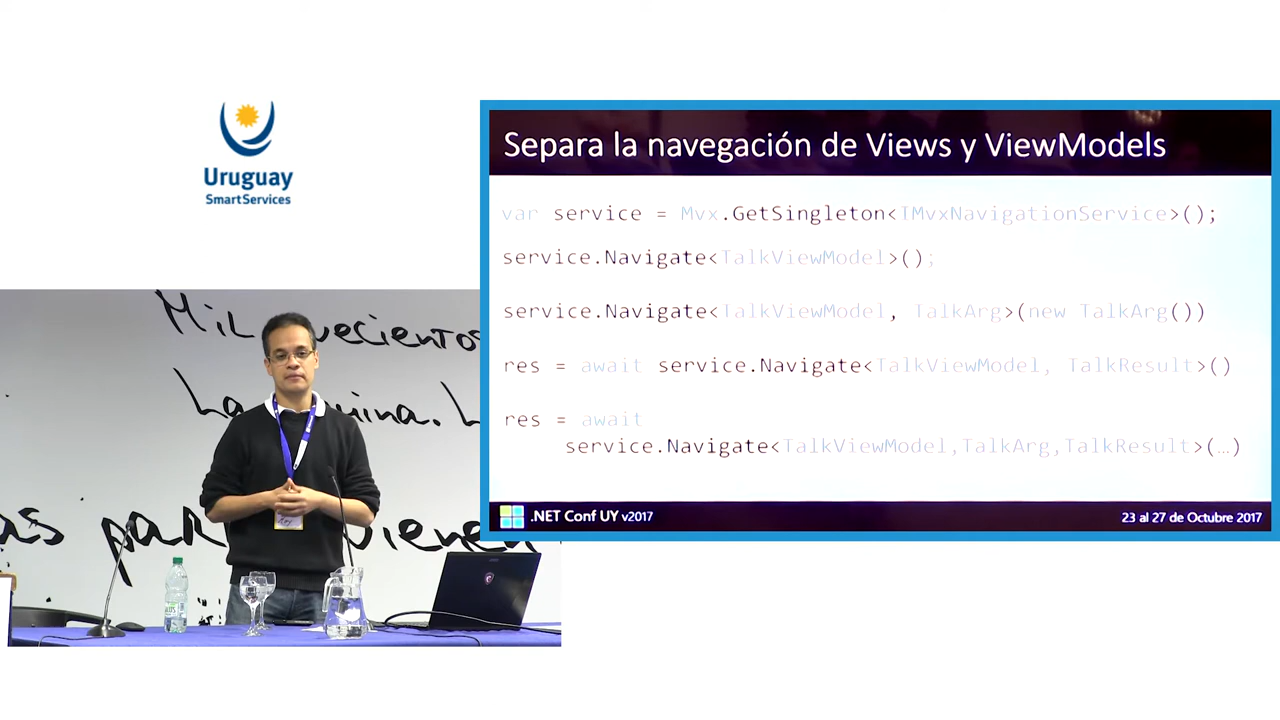 Uruguay
SmartServices
Separa la navegación de Views y ViewModels
var service = Mvx.GetSingleton<IMvxNavigationService>();
service.Navigate<TalkViewModel>();
service.Navigate<TalkViewModel, TalkArg>(new TalkArg())
res = await service.Navigate<TalkViewModel, TalkResult>()
res = await
service.Navigate<TalkViewModel,TalkArg,TalkResult>(…)
.NET Conf UY v2017
23 al 27 de Octubre 2017
Mil
La
para